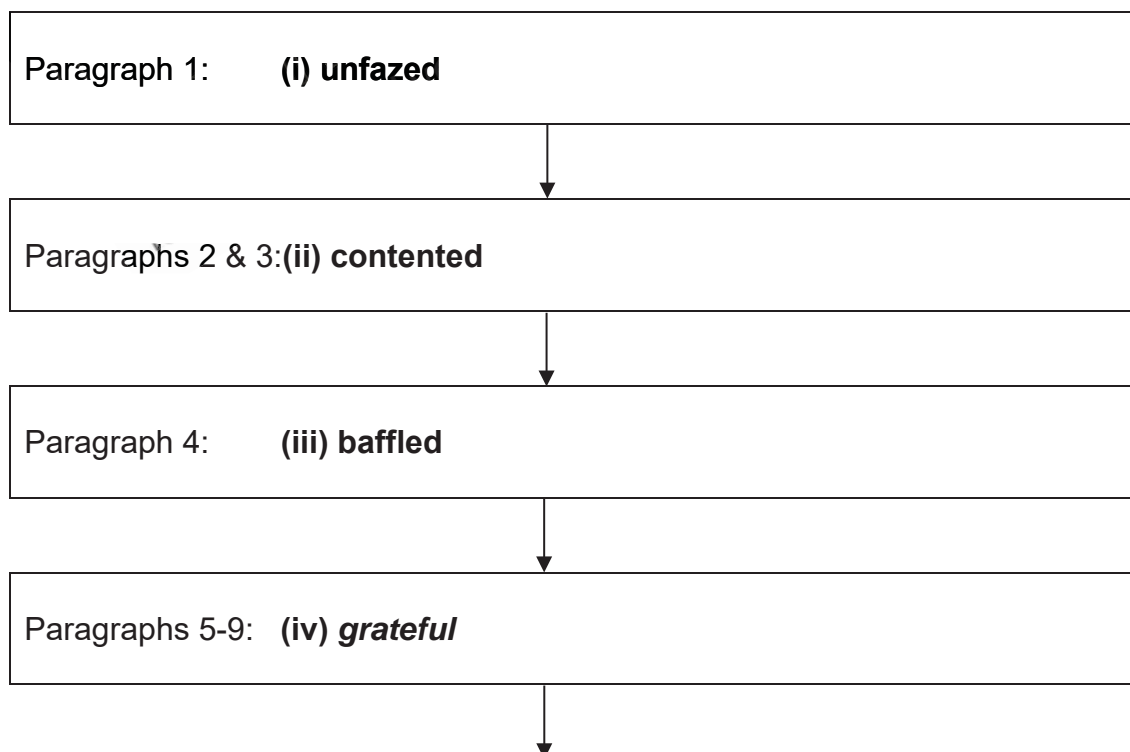 Paragraph 1: (i) unfazed
Paragraphs 2 & 3:(ii) contented
Paragraph 4: (iii) baffled
Paragraphs 5-9: (iv) grateful